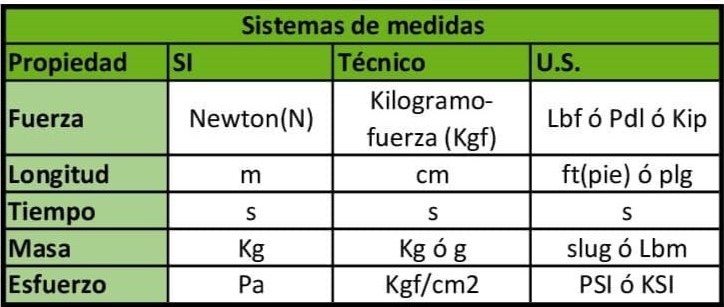 Sistemas de medidas
Propiedad SI Técnico U.S.
Fuerza Newton(N) Kilogramo-fuerza (Kgf) Lbf ó Pdl ó Kip
Longitud m cm ft(pie) ó plg
Tiempo s s s
Masa Kg Kg ó g slug ó Lbm
Esfuerzo Pa Kgf/cm2 PSI ó KSI